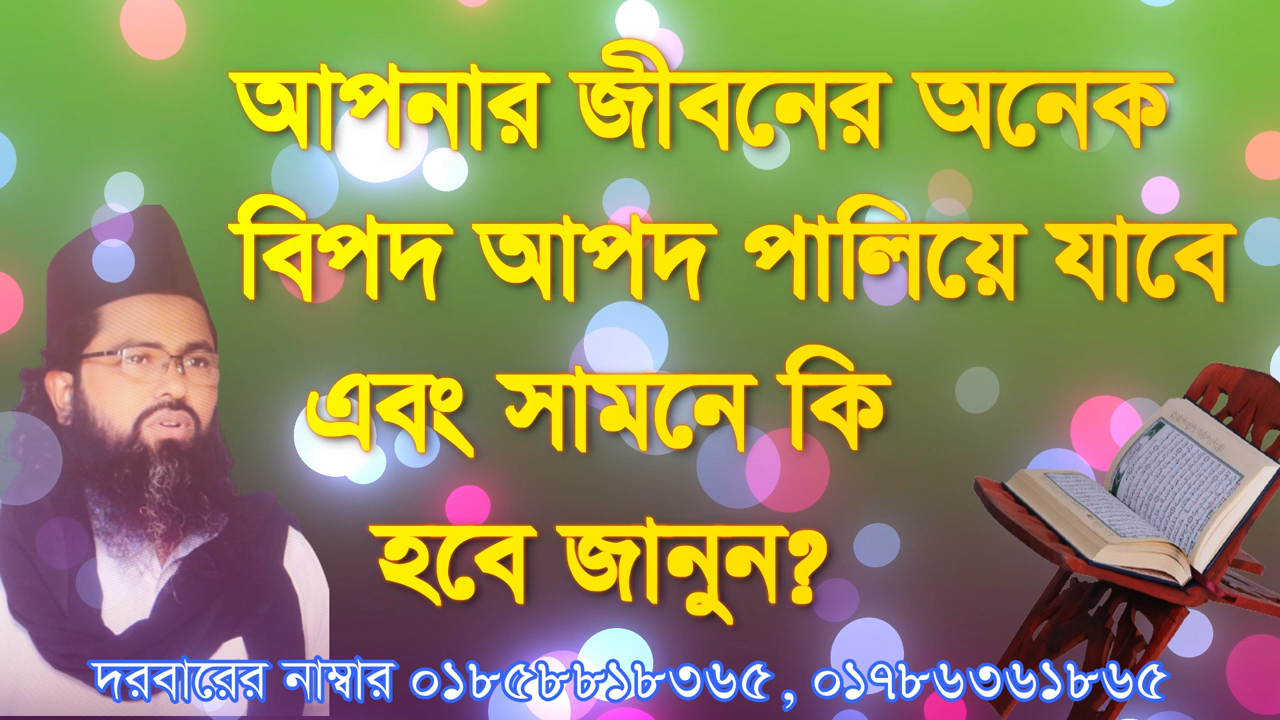 আপনার জীবনের অনেক
বিপদ আপদ পালিয়ে যাবে
এবং সামনে কি
হবে জানুন?
দরবারের নাম্বার ০১৮৫৮৮১৮৩৬৫, ০১৭৮৬৩৬১৮৬৫